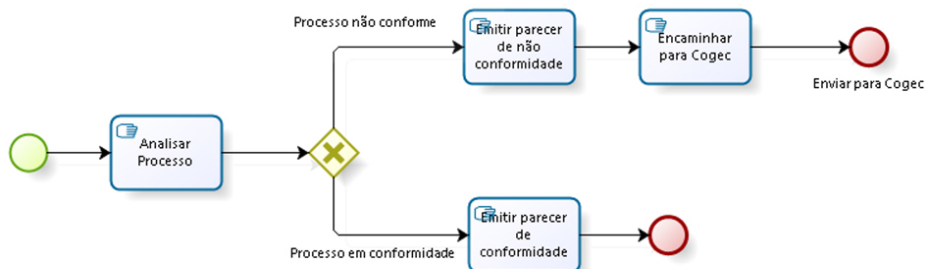 Processo não conforme
Emitir parecer
de não
conformidade
Encaminhar
para Cogec
Enviar para Cogec
Analisar
Processo
Processo em conformidade
Emitir parecer
de
conformidade